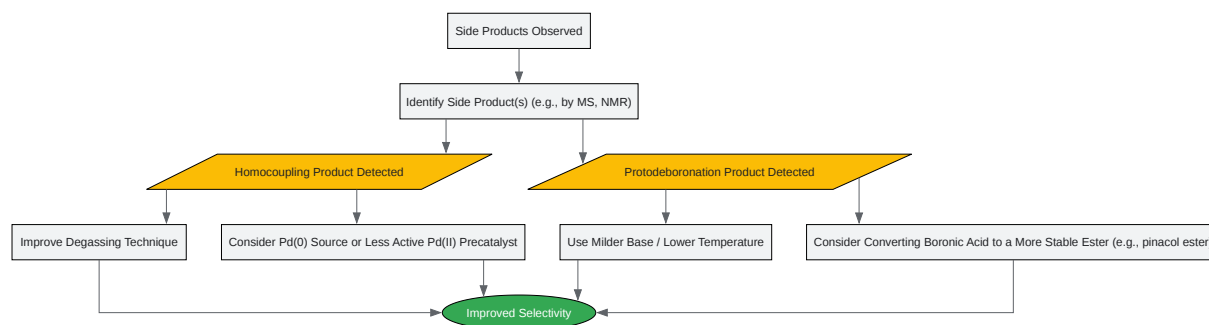 Side Products Observed
Identify Side Product(s) (e.g., by MS, NMR)
Homocoupling Product Detected
Protodeboronation Product Detected
Improve Degassing Technique
Consider Pd(0) Source or Less Active Pd(II) Precatalyst
Use Milder Base / Lower Temperature
Consider Converting Boronic Acid to a More Stable Ester (e.g., pinacol ester
Improved Selectivity